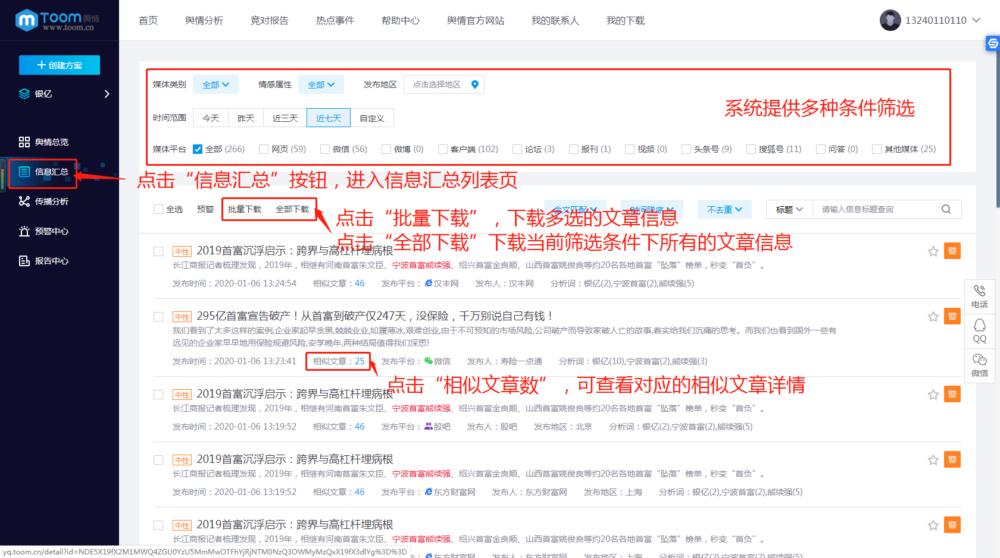 Toom舆情
www.toom.cn
首页 舆情分析 竞对报告 热点事件 帮助中心 舆情官方网站 我的联系人 我的下载
13240110110
创建方案
银亿
舆情总览
信息汇总
传播分析
预警中心
报告中心
媒体类别 全部 情感属性 全部 发布地区 点击选择地区
系统提供多种条件筛选
时间范围 今天 昨天 近三天 近七天 自定义
媒体平台 全部 (266) 网页 (59) 微信 (56) 微博 (0) 客户端 (102) 论坛 (3) 报刊 (1) 视频 (0) 头条号 (9) 搜狐号 (11) 问答 (0) 其他媒体 (25)
点击“信息汇总”按钮，进入信息汇总列表页
全选 预警 批量下载 全部下载 全文匹配 时间降序 不去重 标题 请输入信息标题查询
点击“批量下载”，下载多选的文章信息
点击“全部下载”下载当前筛选条件下所有的文章信息
中性 2019首富沉浮启示：跨界与高杠杆埋病根 警
长江商报记者梳理发现，2019年，相继有河南首富朱文臣、宁波首富熊续强、绍兴首富金良顺、山西首富姚俊良等约20名各地首富“坠落”榜单，秒变“首负”。
发布时间：2020-01-06 13:24:54 相似文章：46 发布平台：汉丰网 发布人：汉丰网 分析词：银亿(2),宁波首富(2),熊续强(5)
中性 295亿首富宣告破产！从首富到破产仅247天，没保险，千万别说自己有钱！ 警
我们看到了太多这样的案例,企业家起早贪黑,兢兢业业,如履薄冰,艰难创业,由于不可预知的市场风险,公司破产而导致家破人亡的故事,着实给我们沉痛的思考。而我们也看到国外一些有
远见的企业家早早地用保险规避风险,安享晚年,两种结局值得我们深思!
发布时间：2020-01-06 13:23:41 相似文章：25 发布平台：微信 发布人：寿险一点通 分析词：银亿(10),宁波首富(2),熊续强(3)
点击“相似文章数”，可查看对应的相似文章详情
中性 2019首富沉浮启示：跨界与高杠杆埋病根 警
长江商报记者梳理发现，2019年，相继有河南首富朱文臣、宁波首富熊续强、绍兴首富金良顺、山西首富姚俊良等约20名各地首富“坠落”榜单，秒变“首负”。
发布时间：2020-01-06 13:19:52 相似文章：46 发布平台：股吧 发布人：股吧 发布地区：北京 分析词：银亿(2),宁波首富(2),熊续强(5)
中性 2019首富沉浮启示：跨界与高杠杆埋病根 警
长江商报记者梳理发现，2019年，相继有河南首富朱文臣、宁波首富熊续强、绍兴首富金良顺、山西首富姚俊良等约20名各地首富“坠落”榜单，秒变“首负”。
发布时间：2020-01-06 13:19:52 相似文章：46 发布平台：东方财富网 发布人：东方财富网 发布地区：上海 分析词：银亿(2),宁波首富(2),熊续强(5)
中性 2019首富沉浮启示：跨界与高杠杆埋病根 警
长江商报记者梳理发现，2019年，相继有河南首富朱文臣、宁波首富熊续强、绍兴首富金良顺、山西首富姚俊良等约20名各地首富“坠落”榜单，秒变“首负”。
东方财富网 发布人：东方财富网 发布地区：上海 分析词：银亿(2),宁波首富(2),熊续强(5)
电话
QQ
微信